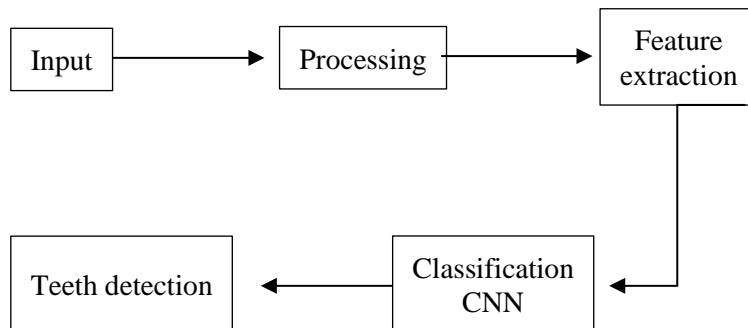 Input
Processing
Feature
extraction
Classification
CNN
Teeth detection